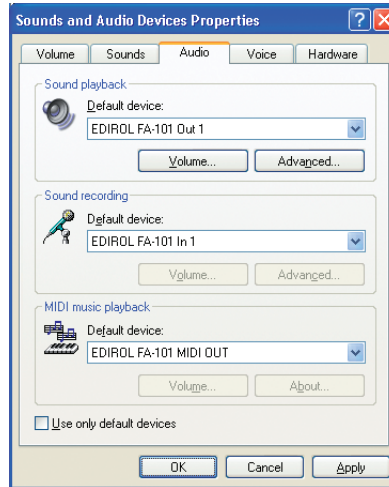 Sounds and Audio Devices Properties
Volume Sounds Audio Voice Hardware
Sound playback
Default device:
EDIROL FA-101 Out 1
Volume... Advanced...
Sound recording
Default device:
EDIROL FA-101 In 1
Volume... Advanced...
MIDI music playback
Default device:
EDIROL FA-101 MIDI OUT
Volume... About...
Use only default devices
OK Cancel Apply